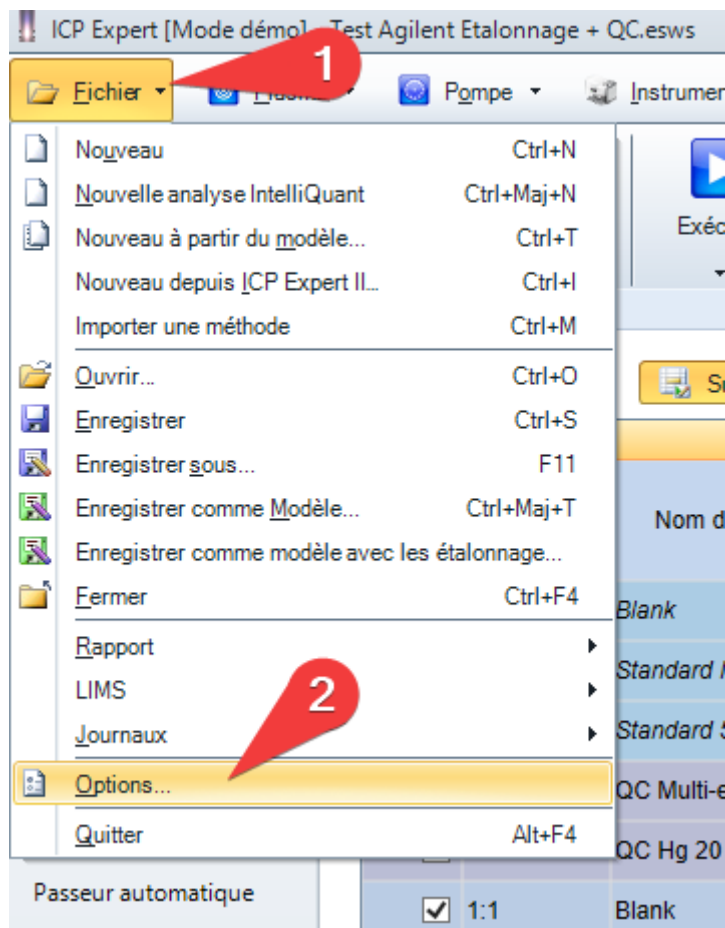 ICP Expert [Mode démo] - Test Agilent Etalonnage + QC.esws
1
Fichier
Pompe
Instrumen
Nouveau Ctrl+N
Nouvelle analyse IntelliQuant Ctrl+Maj+N
Nouveau à partir du modèle... Ctrl+T
Nouveau depuis ICP Expert II... Ctrl+I
Importer une méthode Ctrl+M
Ouvrir... Ctrl+O
Enregistrer Ctrl+S
Enregistrer sous... F11
Enregistrer comme Modèle... Ctrl+Maj+T
Enregistrer comme modèle avec les étalonnage...
Fermer Ctrl+F4
Rapport
LIMS
2
Journaux
Options...
Quitter Alt+F4
Exéc
Nom d
Blank
Standard
Standard 5
QC Multi-e
QC Hg 20
Passeur automatique
1:1 Blank